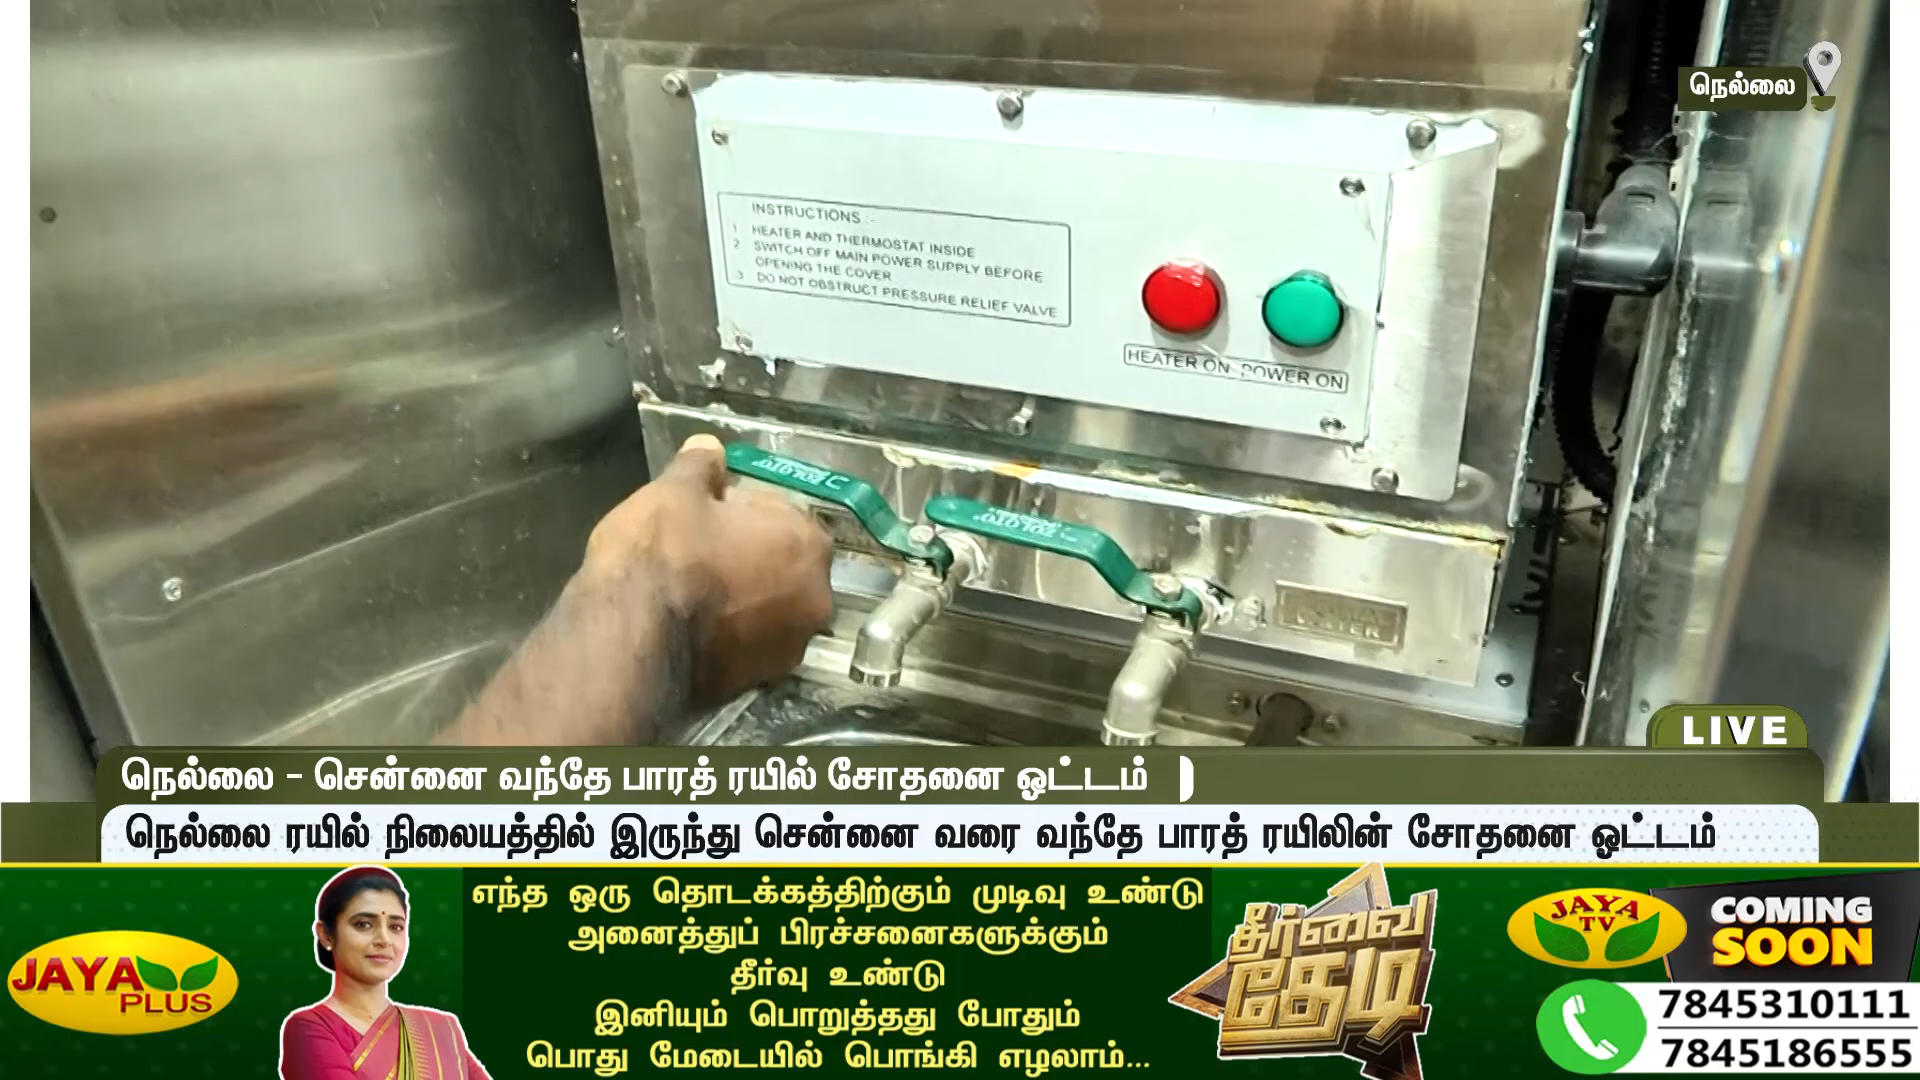 நெல்லை
INSTRUCTIONS :-
1 HEATER AND THERMOSTAT INSIDE
2 SWITCH OFF MAIN POWER SUPPLY BEFORE
OPENING THE COVER
3 DO NOT OBSTRUCT PRESSURE RELIEF VALVE
HEATER ON POWER ON
ZOLOTO
ZOLOTO
WATER
LIVE
நெல்லை - சென்னை வந்தே பாரத் ரயில் சோதனை ஓட்டம்
நெல்லை ரயில் நிலையத்தில் இருந்து சென்னை வரை வந்தே பாரத் ரயிலின் சோதனை ஓட்டம்
JAYA
PLUS
எந்த ஒரு தொடக்கத்திற்கும் முடிவு உண்டு
அனைத்துப் பிரச்சனைகளுக்கும்
தீர்வு உண்டு
இனியும் பொறுத்தது போதும்
பொது மேடையில் பொங்கி எழலாம்...
தீர்வை
தேடி
JAYA
TV
COMING
SOON
7845310111
7845186555